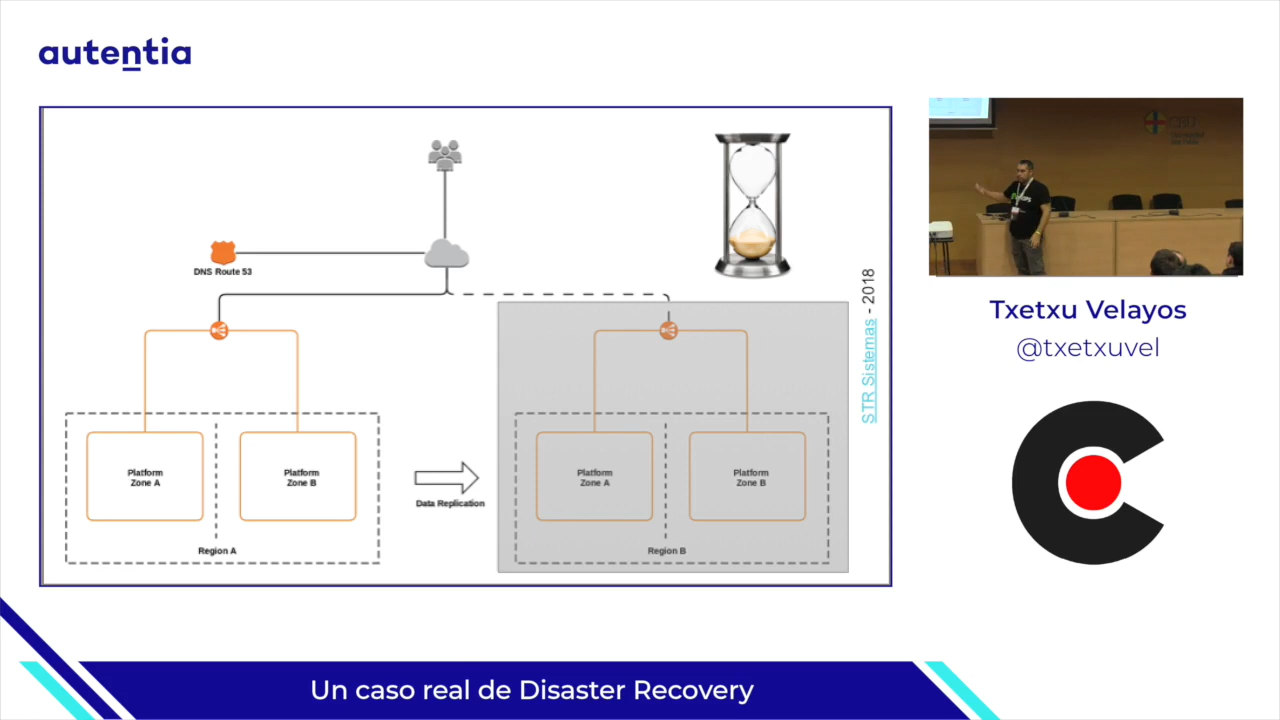 autentia
DNS Route 53
STR Sistemas - 2018
Platform
Zone A
Platform
Zone B
Region A
Data Replication
Platform
Zone A
Platform
Zone B
Region B
Txetxu Velayos
@txetxuvel
Un caso real de Disaster Recovery